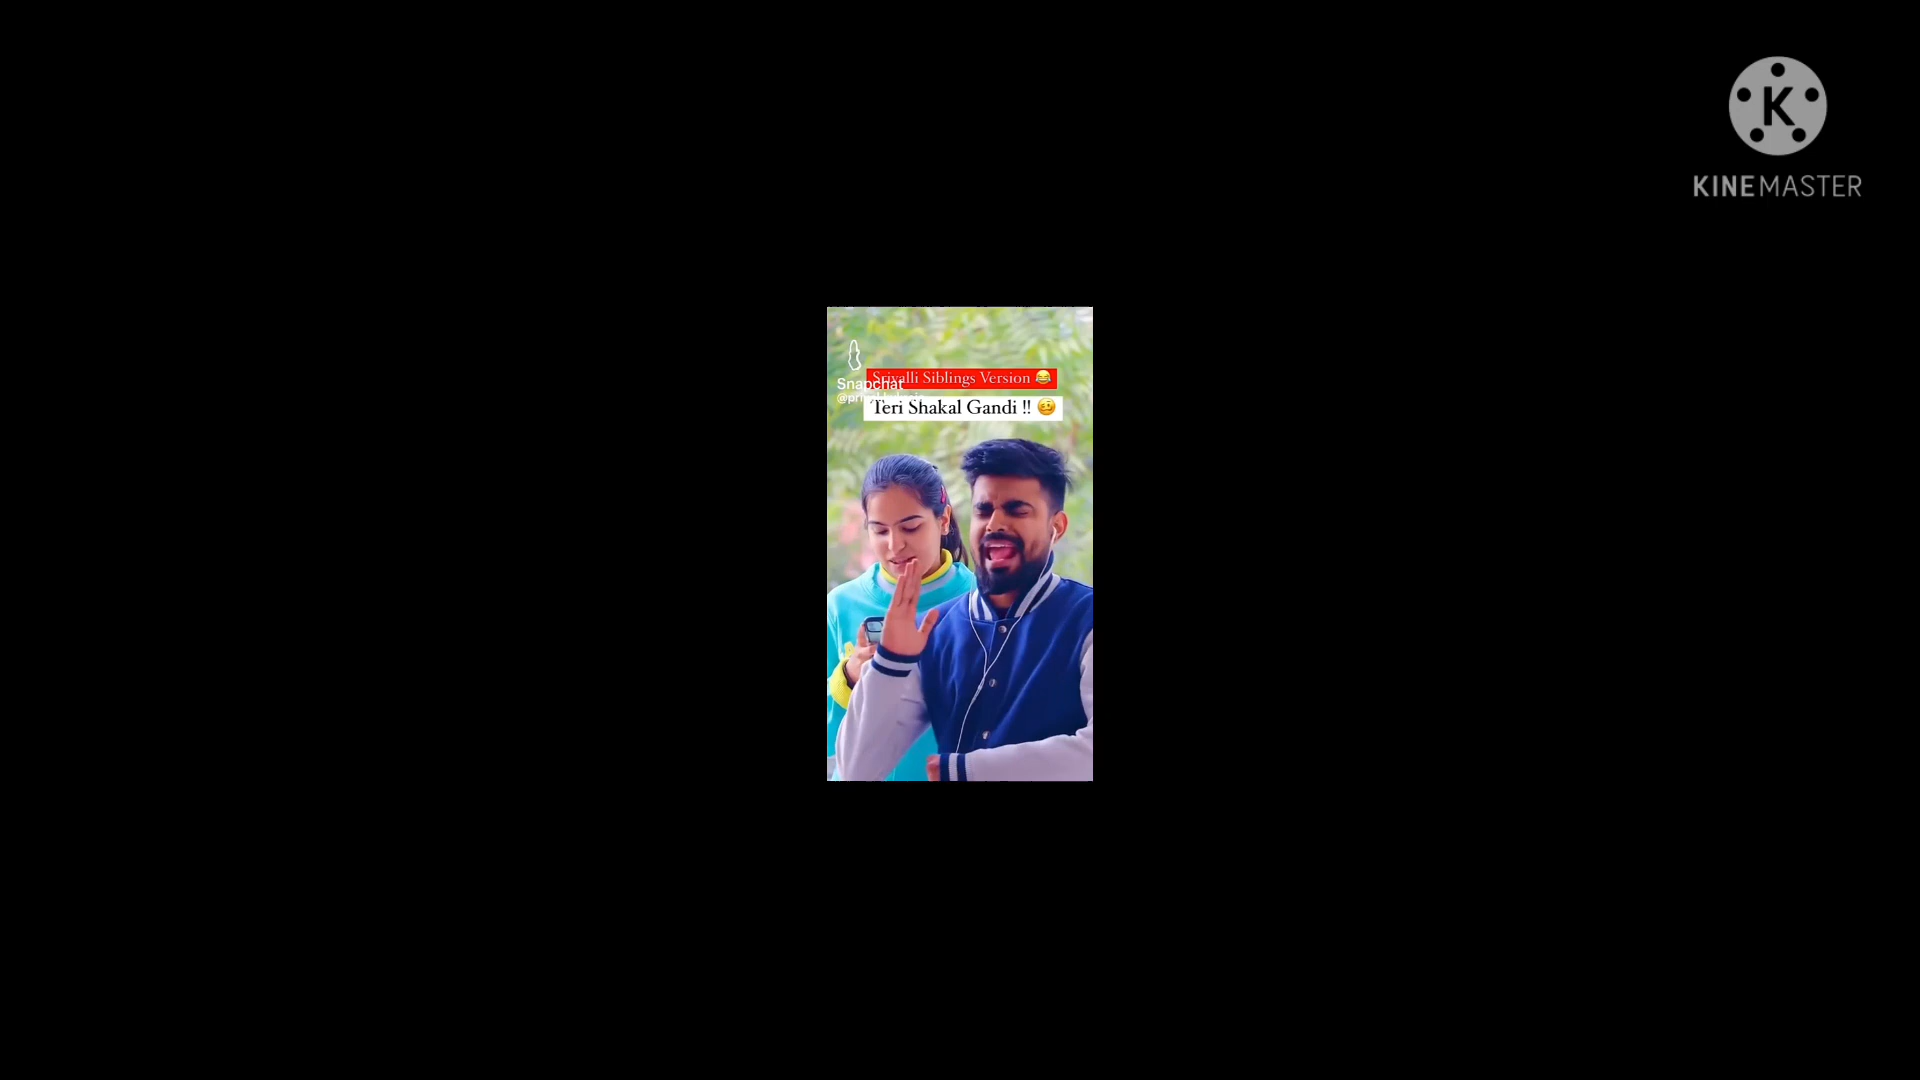 KINEMASTER
Srivalli Siblings Version 😂
Snapchat
Teri Shakal Gandi !! 🥴